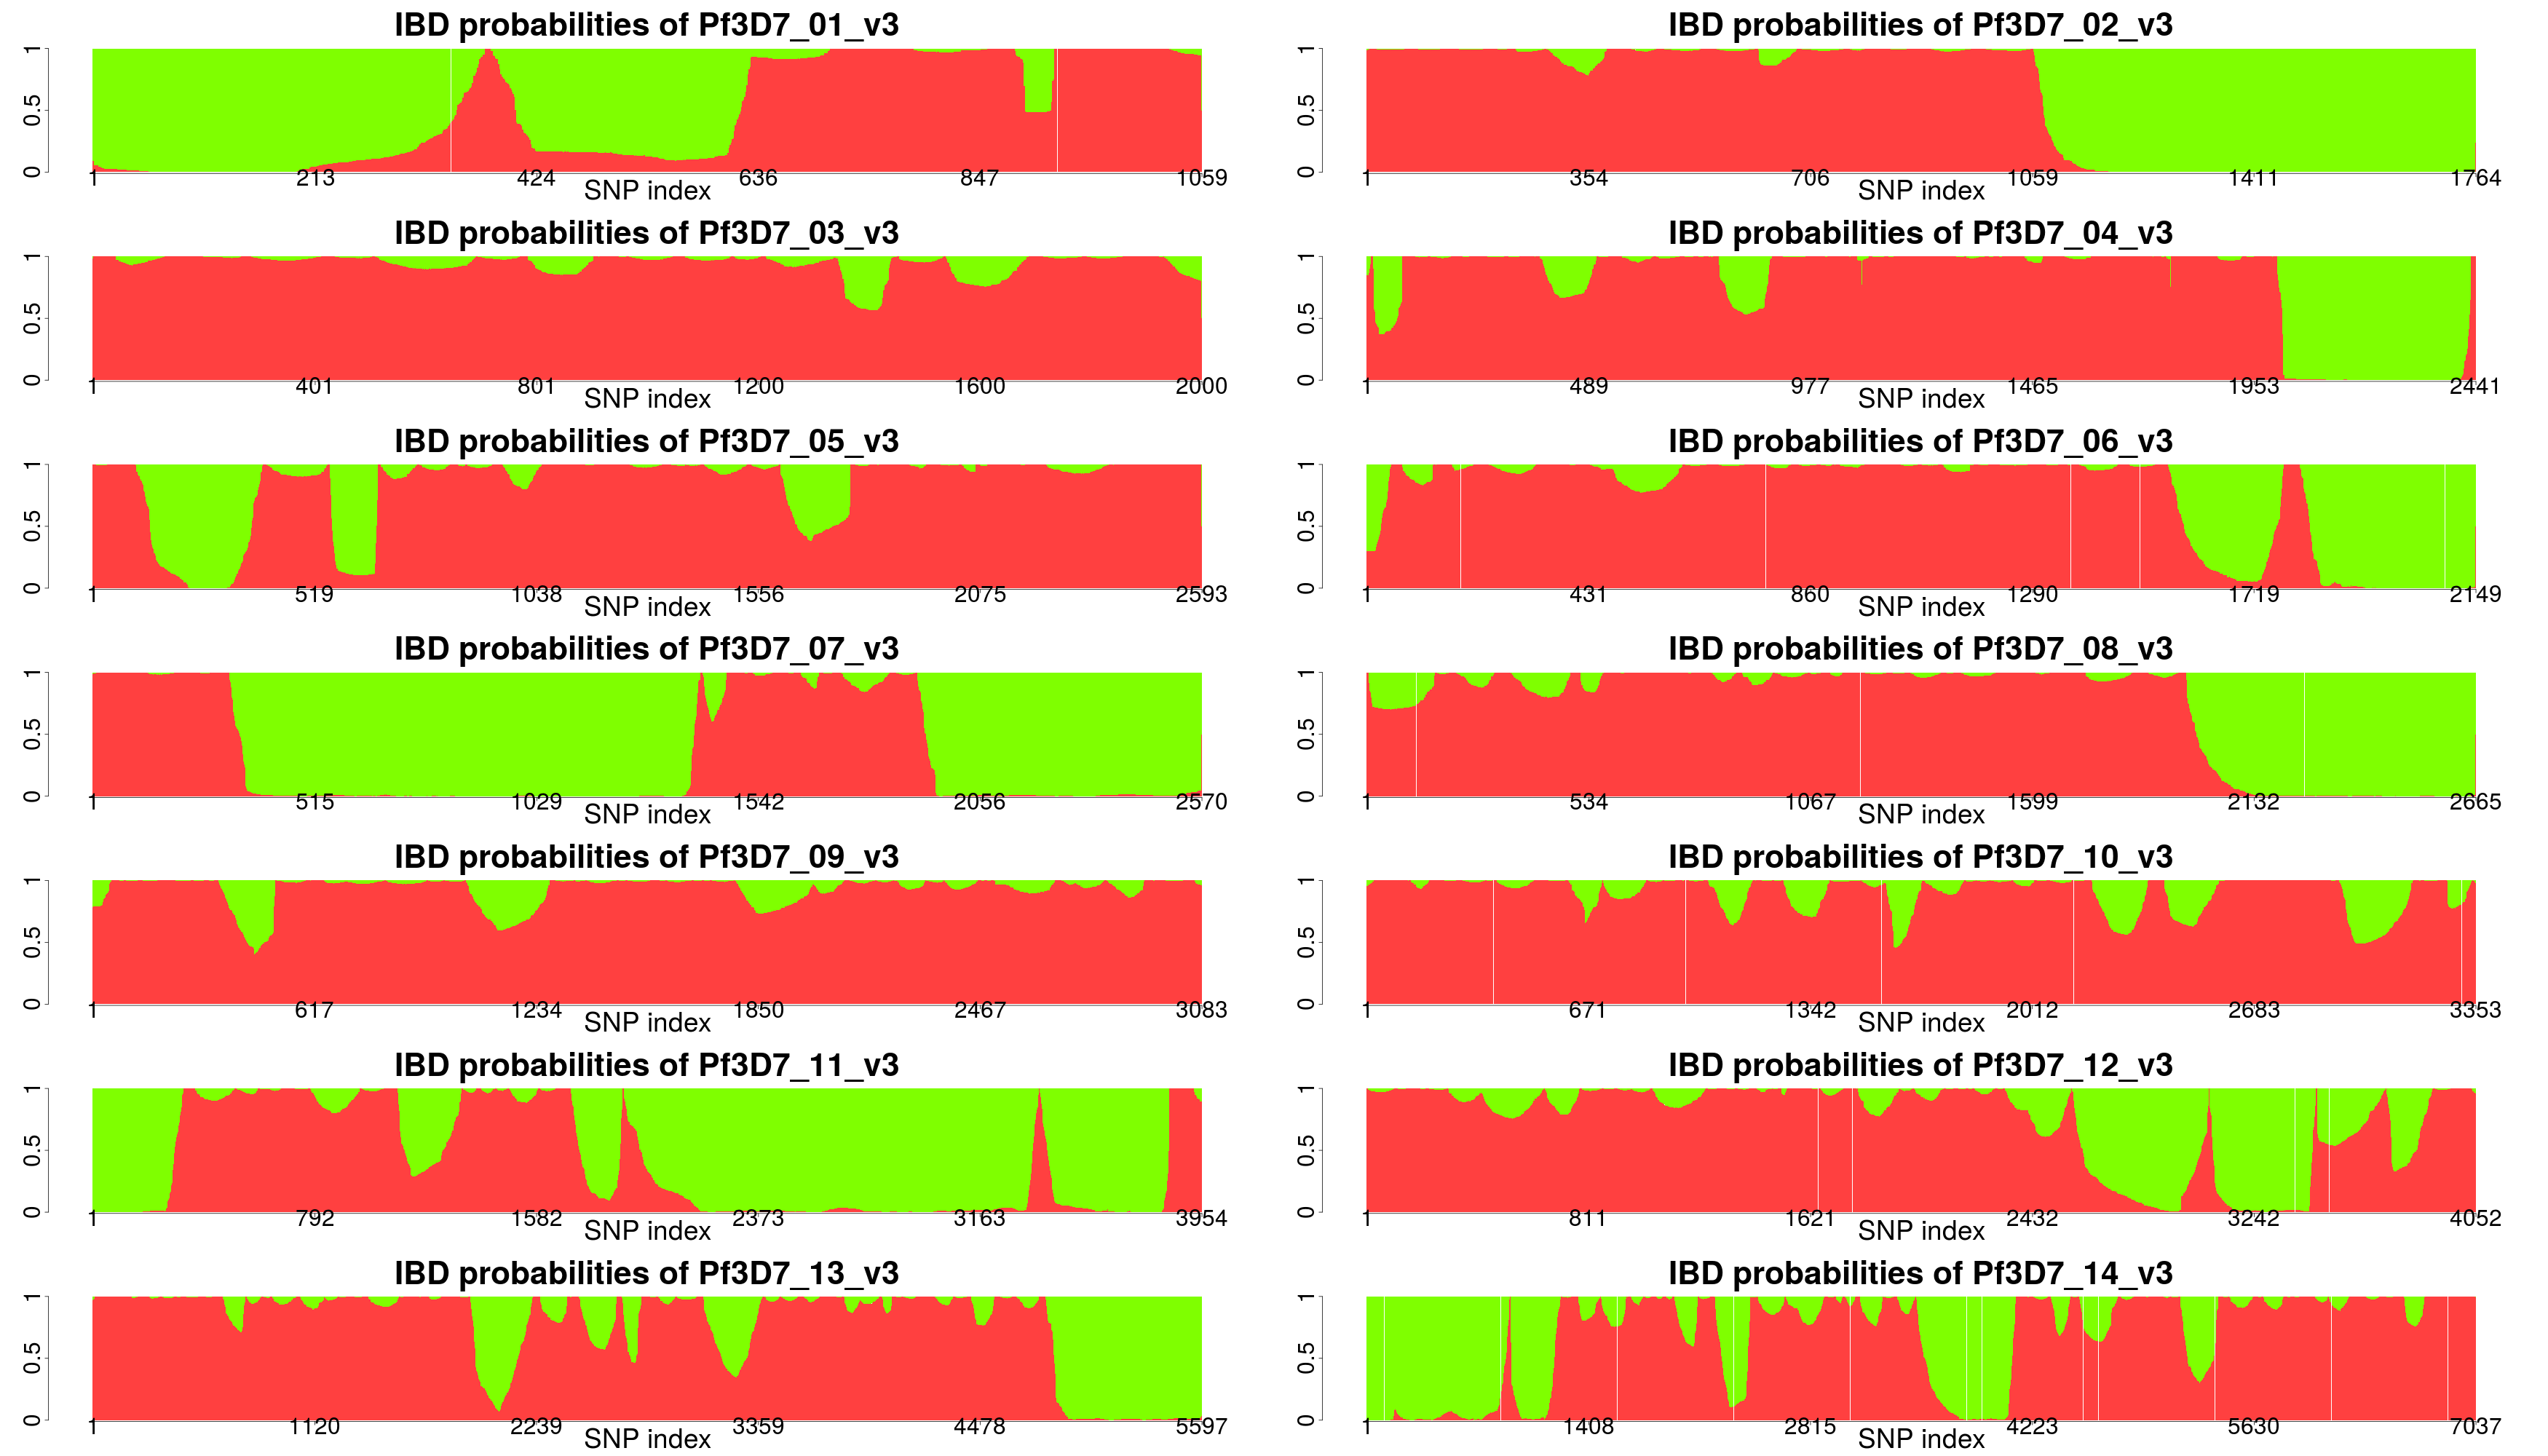 IBD probabilities of Pf3D7_01_v3
0 0.5 1
1 213 424 636 847 1059
SNP index
IBD probabilities of Pf3D7_02_v3
0 0.5 1
1 354 706 1059 1411 1764
SNP index
IBD probabilities of Pf3D7_03_v3
0 0.5 1
1 401 801 1200 1600 2000
SNP index
IBD probabilities of Pf3D7_04_v3
0 0.5 1
1 489 977 1465 1953 2441
SNP index
IBD probabilities of Pf3D7_05_v3
0 0.5 1
1 519 1038 1556 2075 2593
SNP index
IBD probabilities of Pf3D7_06_v3
0 0.5 1
1 431 860 1290 1719 2149
SNP index
IBD probabilities of Pf3D7_07_v3
0 0.5 1
1 515 1029 1542 2056 2570
SNP index
IBD probabilities of Pf3D7_08_v3
0 0.5 1
1 534 1067 1599 2132 2665
SNP index
IBD probabilities of Pf3D7_09_v3
0 0.5 1
1 617 1234 1850 2467 3083
SNP index
IBD probabilities of Pf3D7_10_v3
0 0.5 1
1 671 1342 2012 2683 3353
SNP index
IBD probabilities of Pf3D7_11_v3
0 0.5 1
1 792 1582 2373 3163 3954
SNP index
IBD probabilities of Pf3D7_12_v3
0 0.5 1
1 811 1621 2432 3242 4052
SNP index
IBD probabilities of Pf3D7_13_v3
0 0.5 1
1 1120 2239 3359 4478 5597
SNP index
IBD probabilities of Pf3D7_14_v3
0 0.5 1
1 1408 2815 4223 5630 7037
SNP index